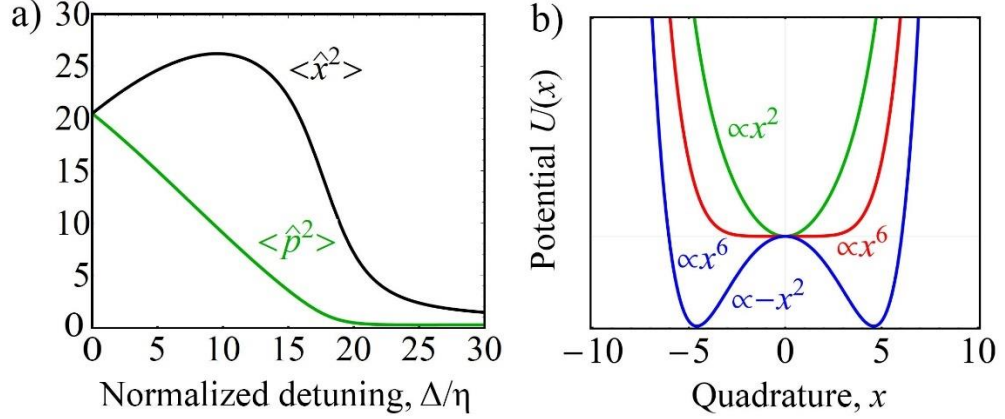 a)
30
25
20
15
10
5
0
<x̂²>
<p̂²>
0 5 10 15 20 25 30
Normalized detuning, Δ/η
b)
Potential U(x)
∝x²
∝x⁶
∝x⁶
∝−x²
−10 −5 0 5 10
Quadrature, x